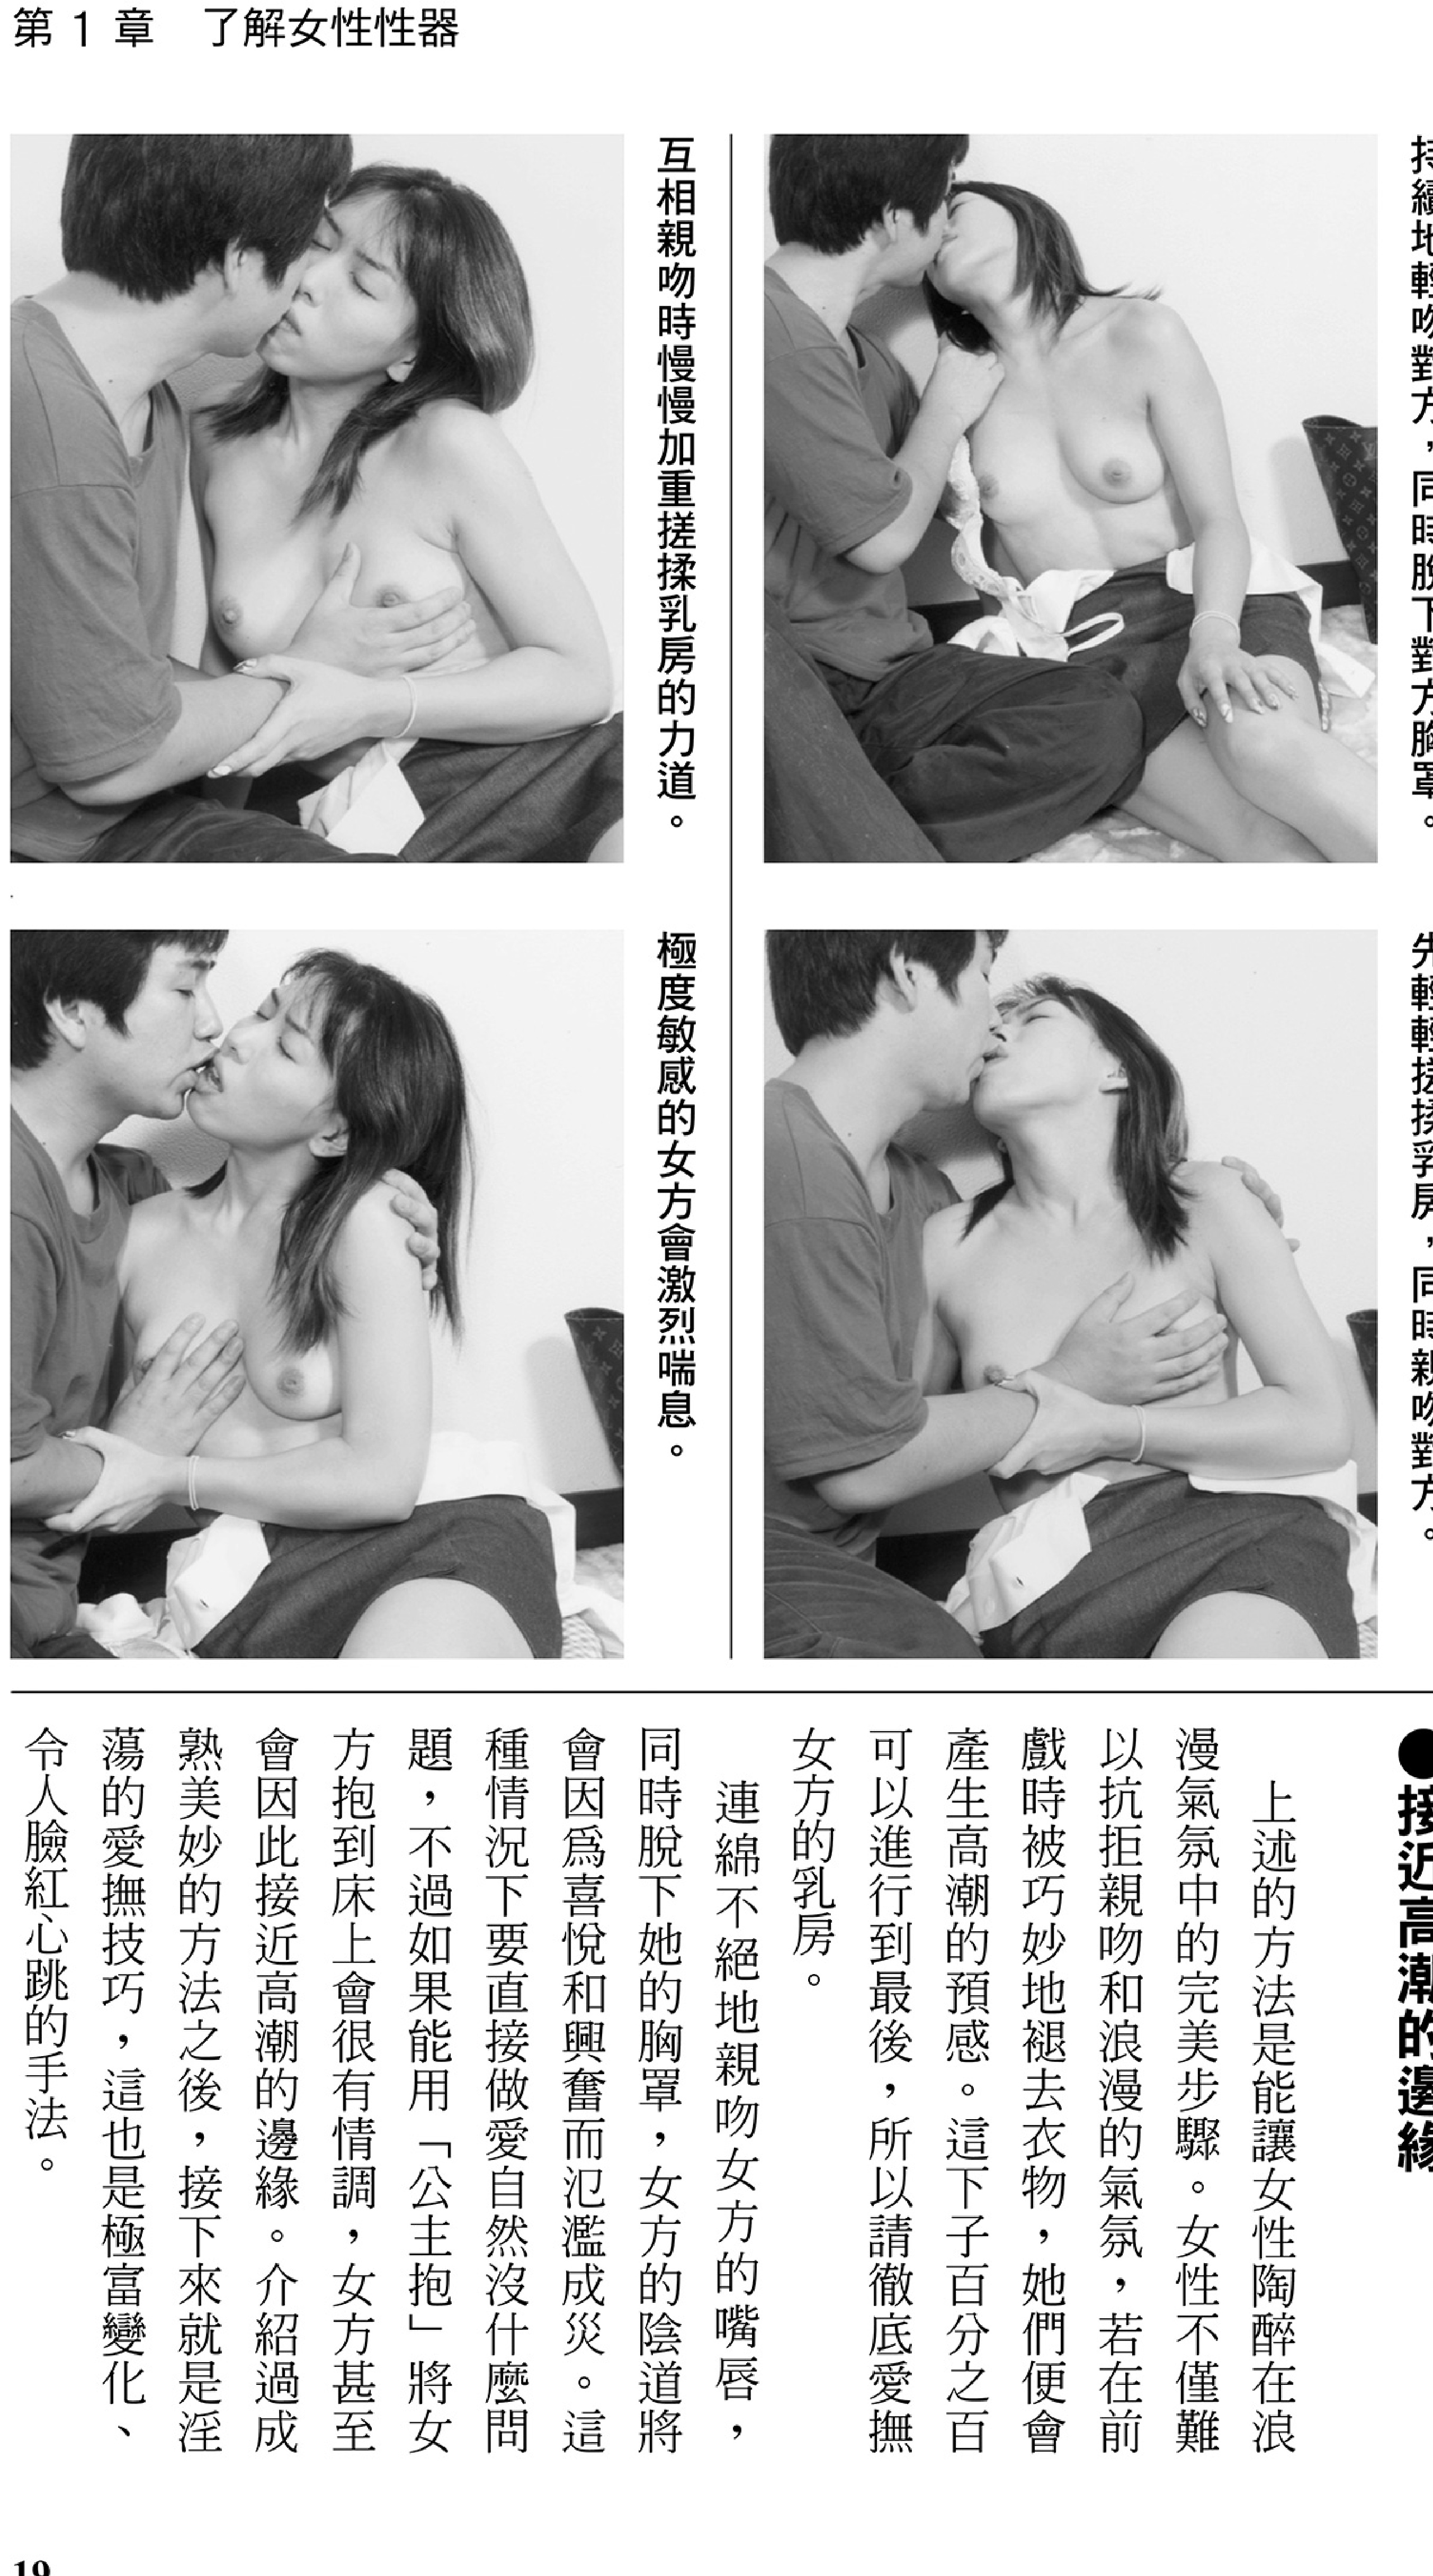 第 1 章　了解女性性器
持續地輕吻對方，同時脫下對方胸罩。
先輕輕搓揉乳房，同時親吻對方。
互相親吻時慢慢加重搓揉乳房的力道。
極度敏感的女方會激烈喘息。
●接近高潮的邊緣
上述的方法是能讓女性陶醉在浪
漫氣氛中的完美步驟。女性不僅難
以抗拒親吻和浪漫的氣氛，若在前
戲時被巧妙地褪去衣物，她們便會
產生高潮的預感。這下子百分之百
可以進行到最後，所以請徹底愛撫
女方的乳房。
連綿不絕地親吻女方的嘴唇，
同時脫下她的胸罩，女方的陰道將
會因為喜悅和興奮而氾濫成災。這
種情況下要直接做愛自然沒什麼問
題，不過如果能用「公主抱」將女
方抱到床上會很有情調，女方甚至
會因此接近高潮的邊緣。介紹過成
熟美妙的方法之後，接下來就是淫
蕩的愛撫技巧，這也是極富變化、
令人臉紅心跳的手法。
19